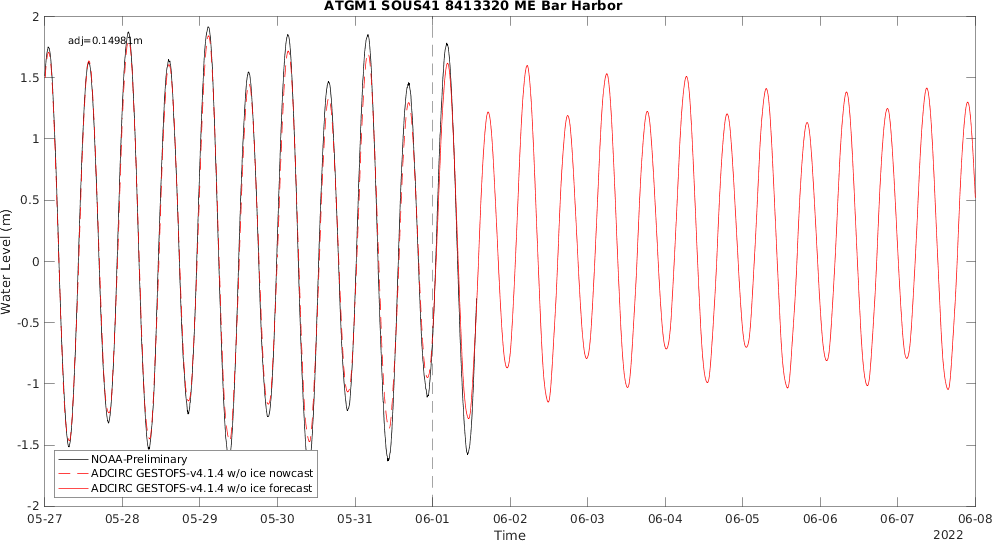 ATGM1 SOUS41 8413320 ME Bar Harbor
adj=0.14981m
Water Level (m)
2
1.5
1
0.5
0
-0.5
-1
-1.5
-2
NOAA-Preliminary
ADCIRC GESTOFS-v4.1.4 w/o ice nowcast
ADCIRC GESTOFS-v4.1.4 w/o ice forecast
05-27 05-28 05-29 05-30 05-31 06-01 06-02 06-03 06-04 06-05 06-06 06-07 06-08
Time
2022